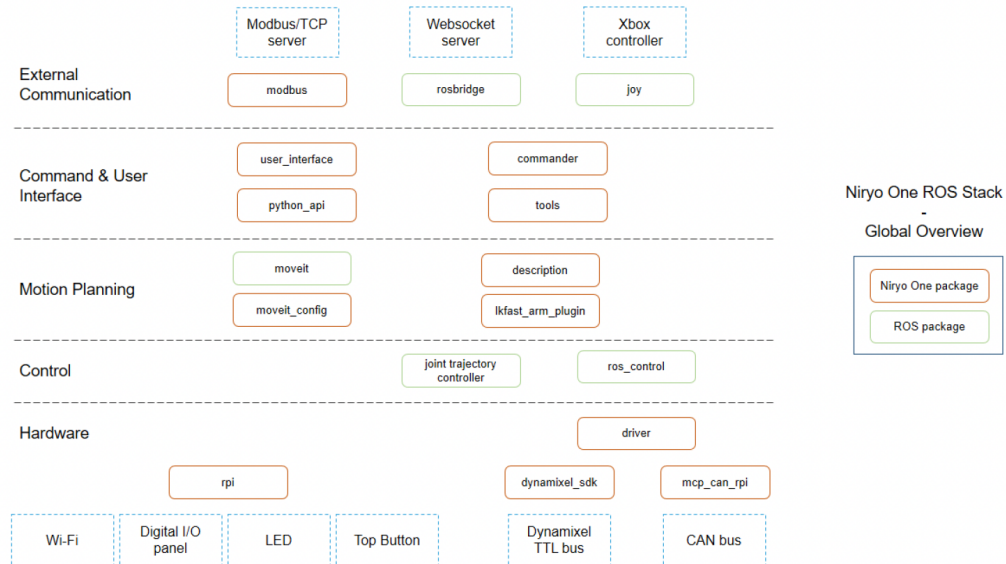 Modbus/TCP
server
Websocket
server
Xbox
controller
External
Communication
modbus
rosbridge
joy
Command & User
Interface
user_interface
commander
python_api
tools
Niryo One ROS Stack
-
Global Overview
Niryo One package
ROS package
Motion Planning
moveit
description
moveit_config
Ikfast_arm_plugin
Control
joint trajectory
controller
ros_control
Hardware
driver
rpi
dynamixel_sdk
mcp_can_rpi
Wi-Fi
Digital I/O
panel
LED
Top Button
Dynamixel
TTL bus
CAN bus